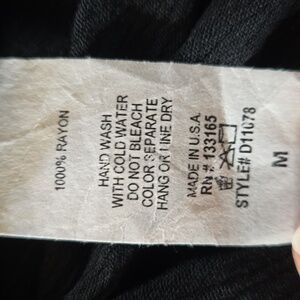 100% RAYON
HAND WASH
WITH COLD WATER
DO NOT BLEACH
COLOR SEPARATE
HANG OR LINE DRY
MADE IN U.S.A.
RN # 133165
STYLE# D11078
M